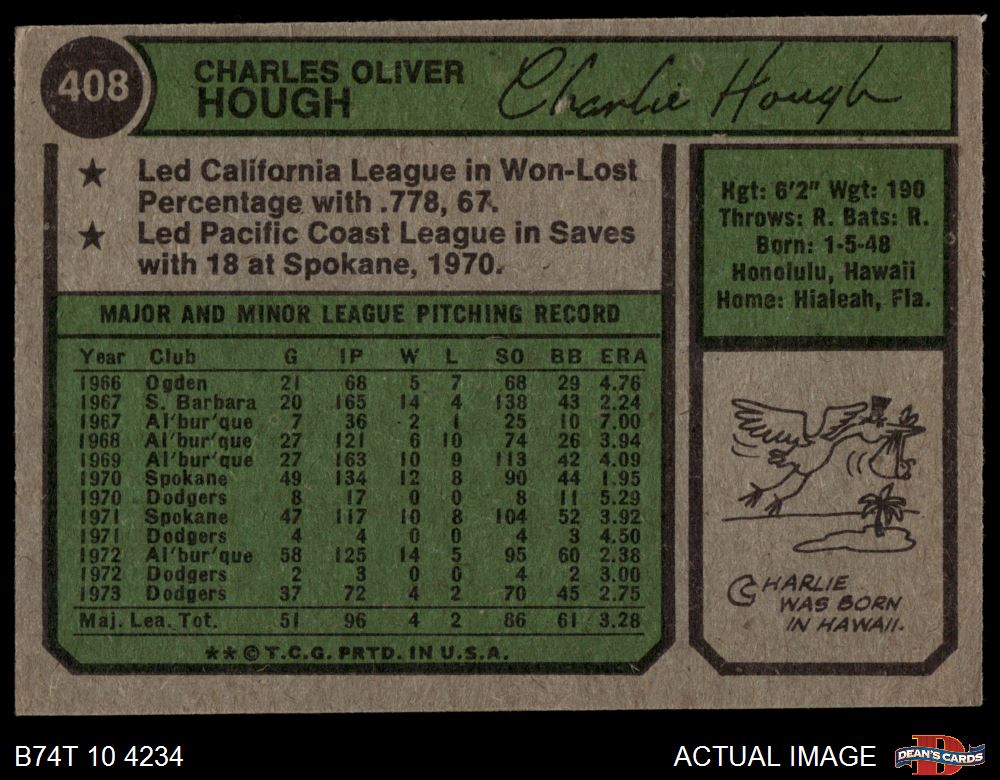 408
CHARLES OLIVER
HOUGH
Charlie Hough
★ Led California League in Won-Lost
Percentage with .778, 67.
★ Led Pacific Coast League in Saves
with 18 at Spokane, 1970.
Hgt: 6'2" Wgt: 190
Throws: R. Bats: R.
Born: 1-5-48
Honolulu, Hawaii
Home: Hialeah, Fla.
MAJOR AND MINOR LEAGUE PITCHING RECORD
Year Club G IP W L SO BB ERA
1966 Ogden 21 68 5 7 68 29 4.76
1967 S. Barbara 20 165 14 4 138 43 2.24
1967 Al'bur'que 7 36 2 1 25 10 7.00
1968 Al'bur'que 27 121 6 10 74 26 3.94
1969 Al'bur'que 27 163 10 9 113 42 4.09
1970 Spokane 49 134 12 8 90 44 1.95
1970 Dodgers 8 17 0 0 8 11 5.29
1971 Spokane 47 117 10 8 104 52 3.92
1971 Dodgers 4 4 0 0 4 3 4.50
1972 Al'bur'que 58 125 14 5 95 60 2.38
1972 Dodgers 2 3 0 0 4 2 3.00
1973 Dodgers 37 72 4 2 70 45 2.75
Maj. Lea. Tot. 51 96 4 2 86 61 3.28
** © T.C.G. PRTD. IN U.S.A.
CHARLIE
WAS BORN
IN HAWAII.
B74T 10 4234
ACTUAL IMAGE
DEAN'S CARDS